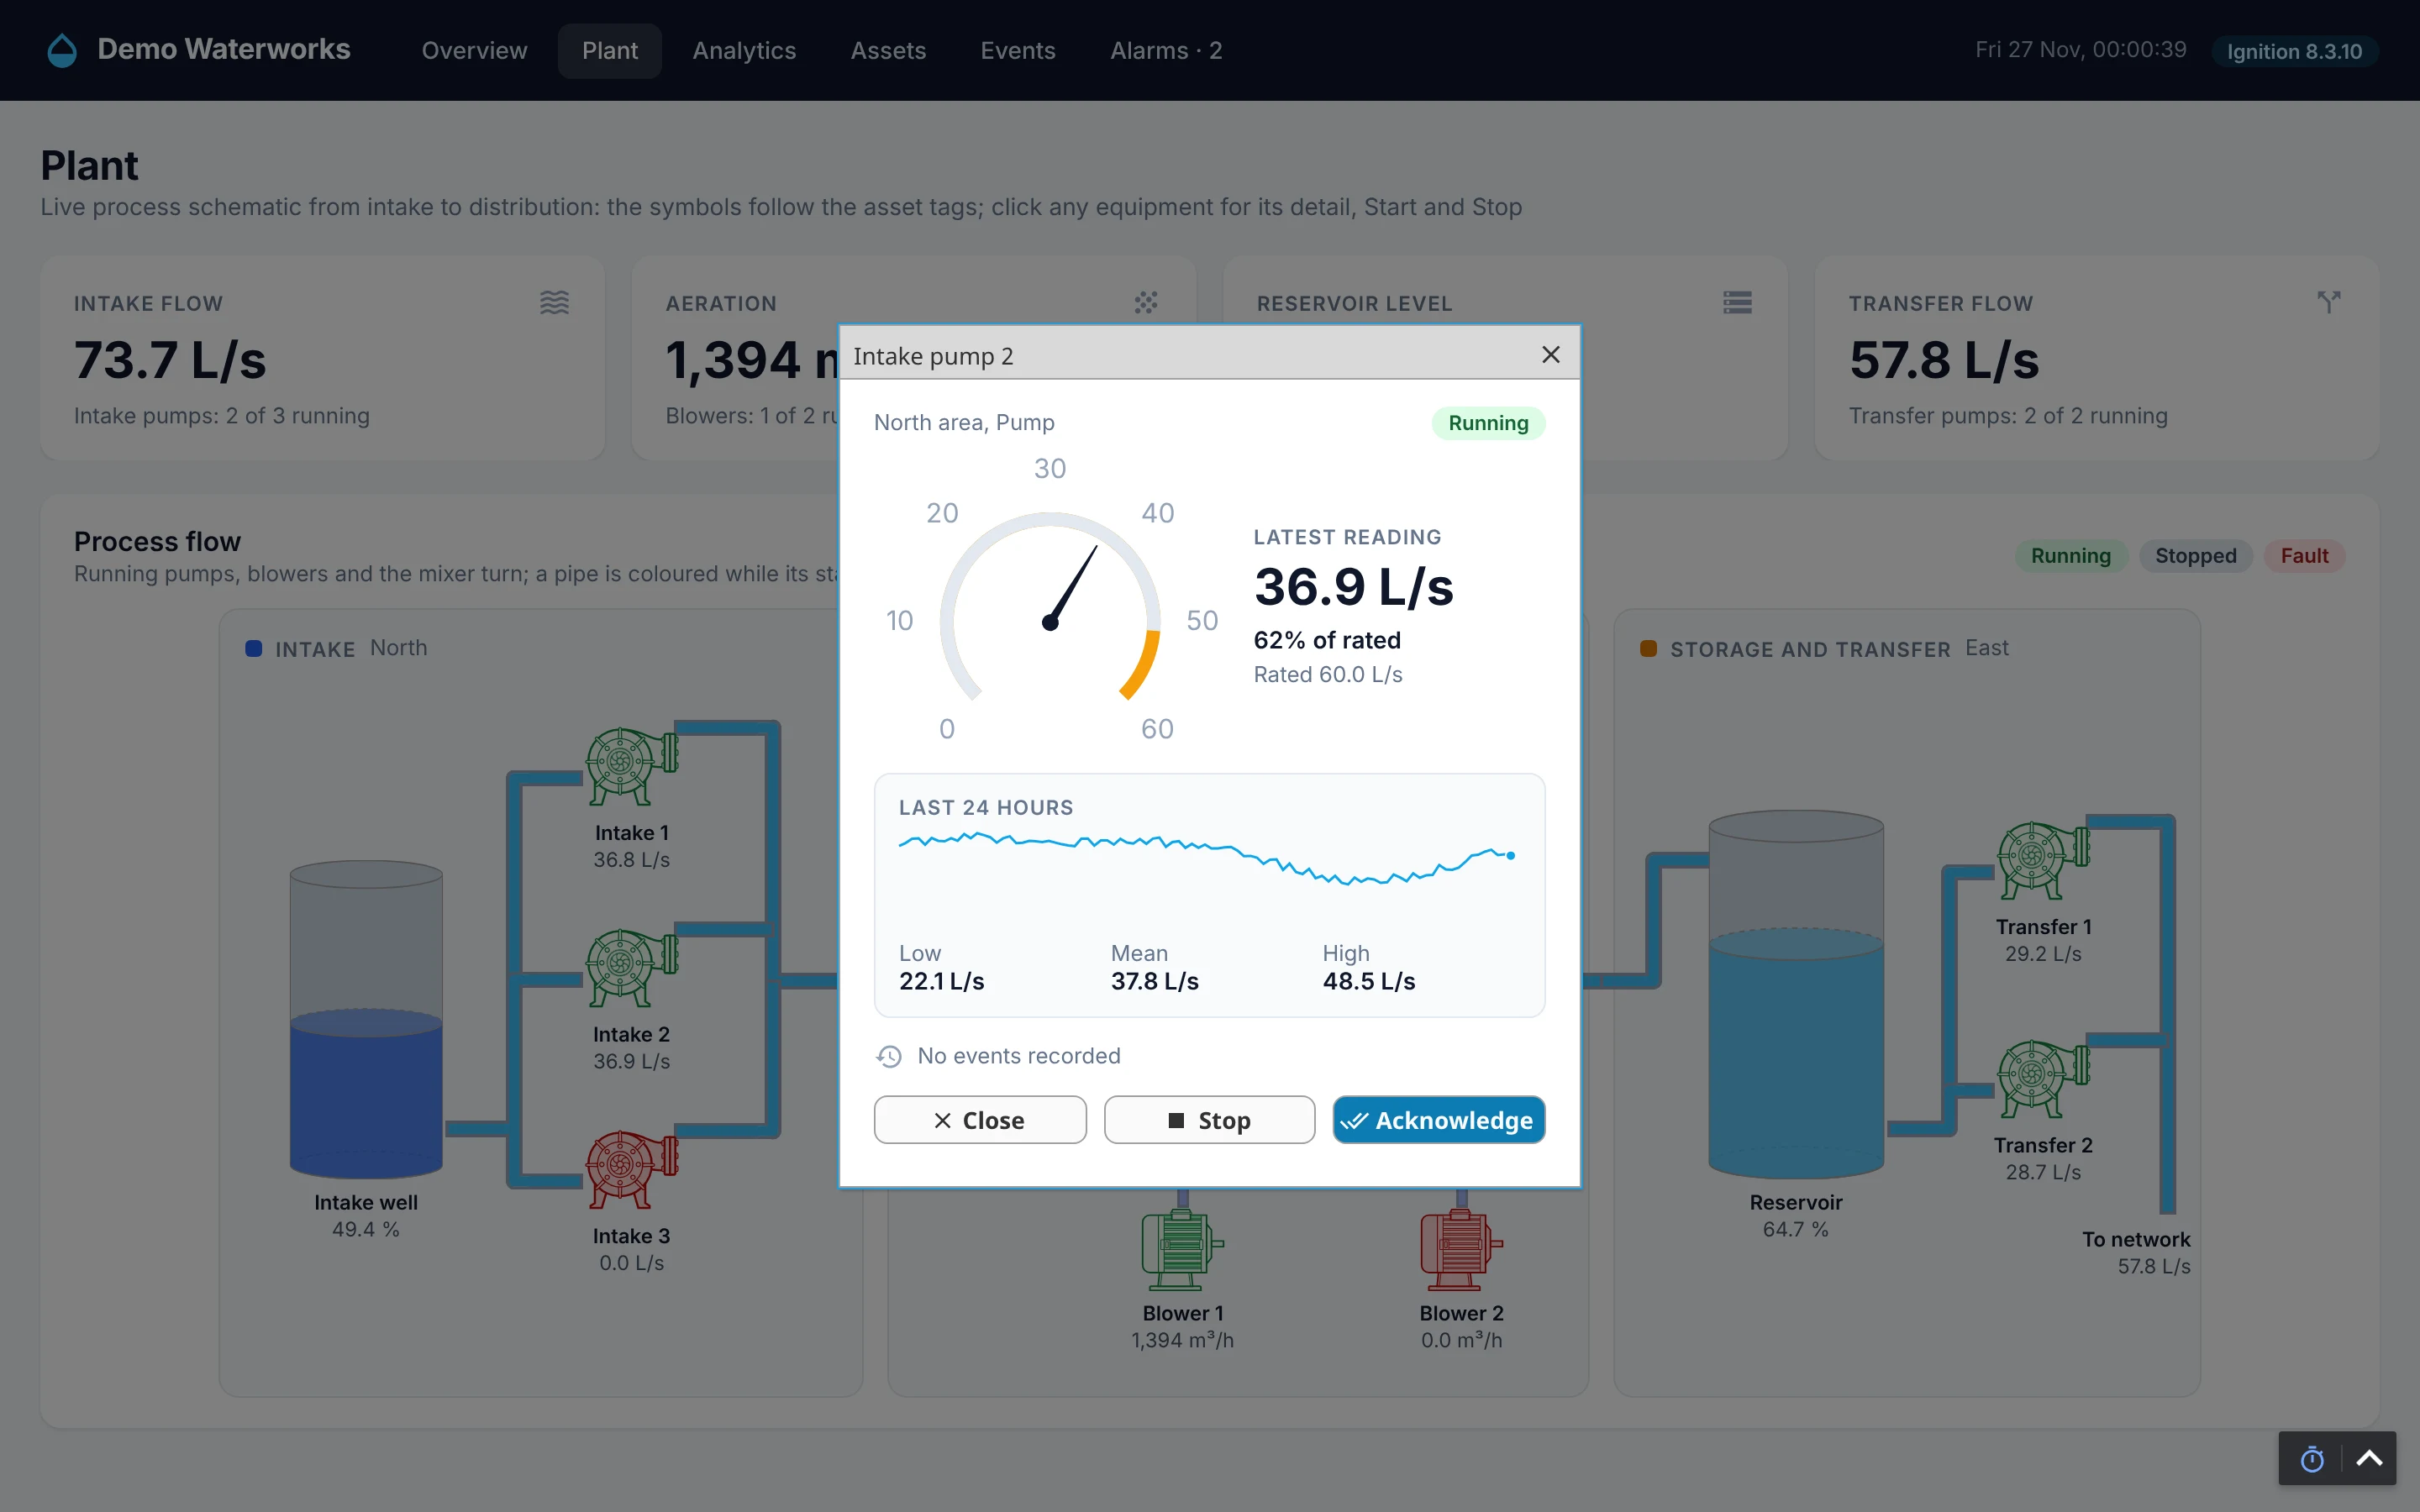 Demo Waterworks
Overview
Plant
Analytics
Assets
Events
Alarms · 2
Fri 27 Nov, 00:00:39
Ignition 8.3.10
Plant
Live process schematic from intake to distribution: the symbols follow the asset tags; click any equipment for its detail, Start and Stop
INTAKE FLOW
73.7 L/s
Intake pumps: 2 of 3 running
AERATION
1,394
Blowers: 1 of 2
RESERVOIR LEVEL
TRANSFER FLOW
57.8 L/s
Transfer pumps: 2 of 2 running
Process flow
Running pumps, blowers and the mixer turn; a pipe is coloured while its
Running
Stopped
Fault
INTAKE North
Intake well
49.4 %
Intake 1
36.8 L/s
Intake 2
36.9 L/s
Intake 3
0.0 L/s
Intake pump 2
North area, Pump
Running
0
10
20
30
40
50
60
LATEST READING
36.9 L/s
62% of rated
Rated 60.0 L/s
LAST 24 HOURS
Low
22.1 L/s
Mean
37.8 L/s
High
48.5 L/s
No events recorded
Close
Stop
Acknowledge
Blower 1
1,394 m³/h
Blower 2
0.0 m³/h
STORAGE AND TRANSFER East
Reservoir
64.7 %
Transfer 1
29.2 L/s
Transfer 2
28.7 L/s
To network
57.8 L/s